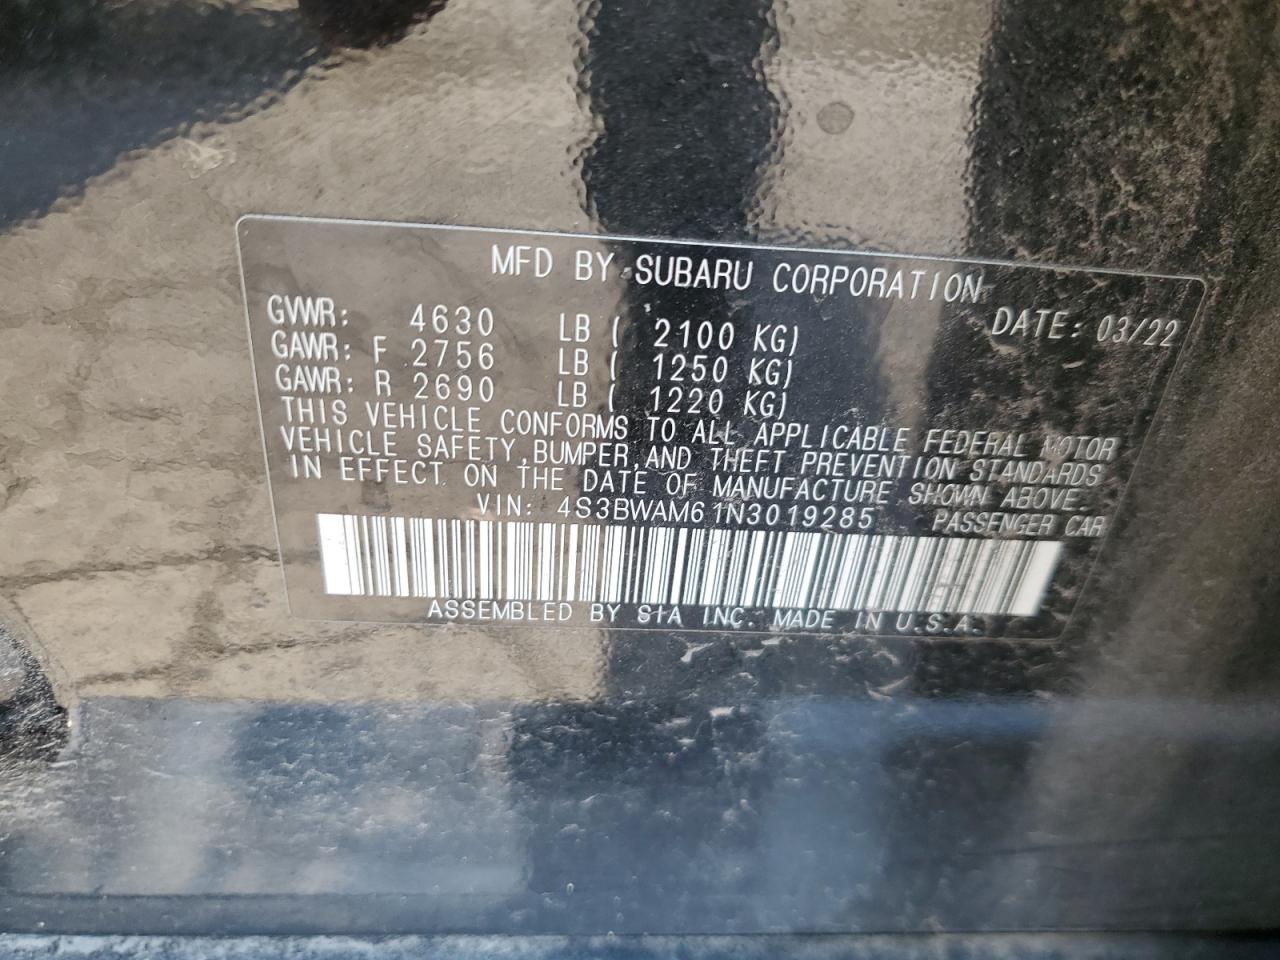 MFD BY SUBARU CORPORATION
DATE: 03/22
GVWR: 4630 LB ( 2100 KG)
GAWR: F 2756 LB ( 1250 KG)
GAWR: R 2690 LB ( 1220 KG)
THIS VEHICLE CONFORMS TO ALL APPLICABLE FEDERAL MOTOR
VEHICLE SAFETY, BUMPER, AND THEFT PREVENTION STANDARDS
IN EFFECT ON THE DATE OF MANUFACTURE SHOWN ABOVE.
VIN: 4S3BWAM61N3019285 PASSENGER CAR
ASSEMBLED BY SIA INC. MADE IN U.S.A.